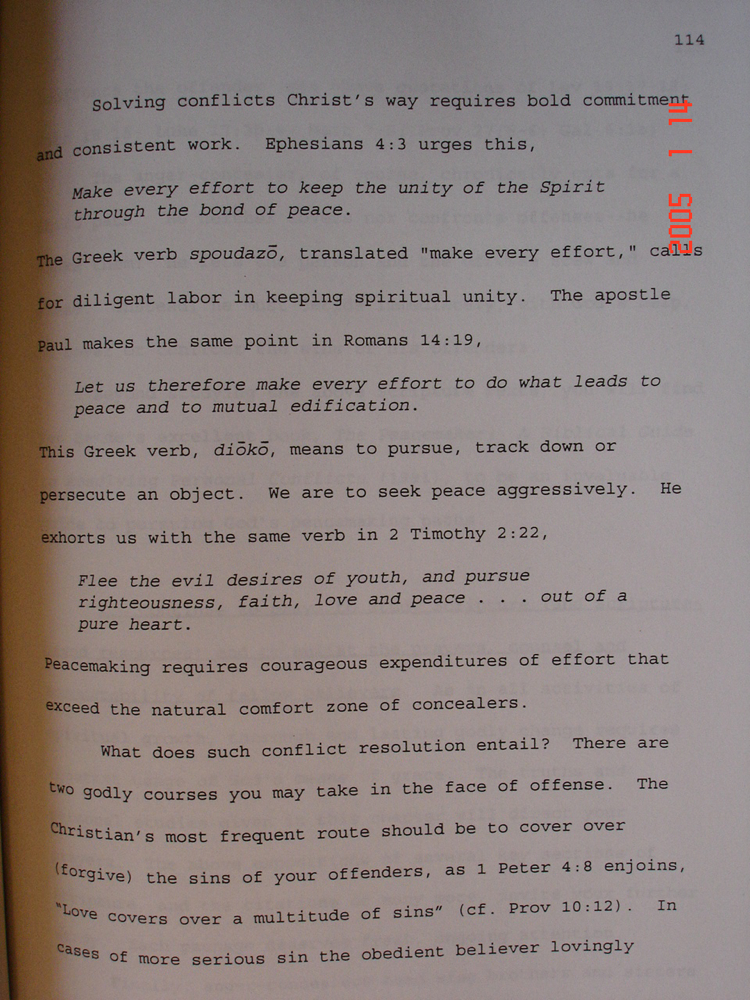 114
Solving conflicts Christ's way requires bold commitment
and consistent work. Ephesians 4:3 urges this,
Make every effort to keep the unity of the Spirit
through the bond of peace.
The Greek verb spoudazō, translated "make every effort," calls
for diligent labor in keeping spiritual unity. The apostle
Paul makes the same point in Romans 14:19,
Let us therefore make every effort to do what leads to
peace and to mutual edification.
This Greek verb, diōkō, means to pursue, track down or
persecute an object. We are to seek peace aggressively. He
exhorts us with the same verb in 2 Timothy 2:22,
Flee the evil desires of youth, and pursue
righteousness, faith, love and peace . . . out of a
pure heart.
Peacemaking requires courageous expenditures of effort that
exceed the natural comfort zone of concealers.
What does such conflict resolution entail? There are
two godly courses you may take in the face of offense. The
Christian's most frequent route should be to cover over
(forgive) the sins of your offenders, as 1 Peter 4:8 enjoins,
"Love covers over a multitude of sins" (cf. Prov 10:12). In
cases of more serious sin the obedient believer lovingly
2005 1 14